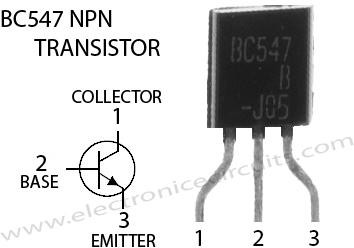 BC547 NPN
TRANSISTOR
COLLECTOR
1
2
BASE
3
EMITTER
BC547
B
-J05
1 2 3
www.electronicecircuits.com